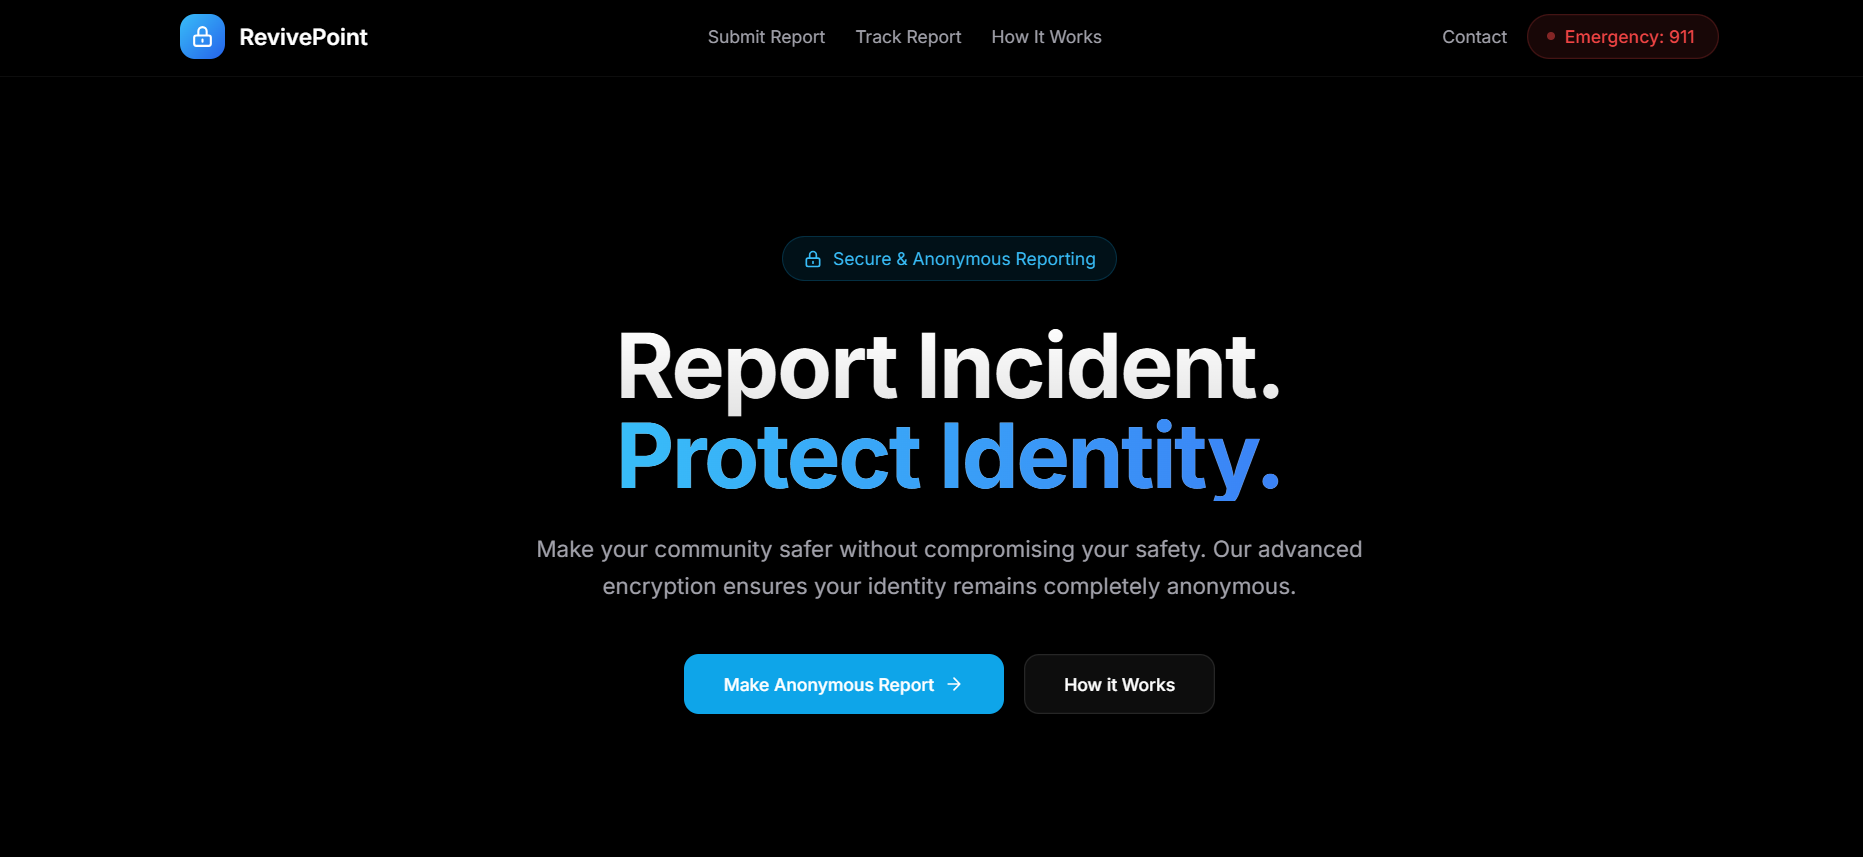 RevivePoint
Submit Report
Track Report
How It Works
Contact
Emergency: 911
Secure & Anonymous Reporting
Report Incident.
Protect Identity.
Make your community safer without compromising your safety. Our advanced
encryption ensures your identity remains completely anonymous.
Make Anonymous Report →
How it Works